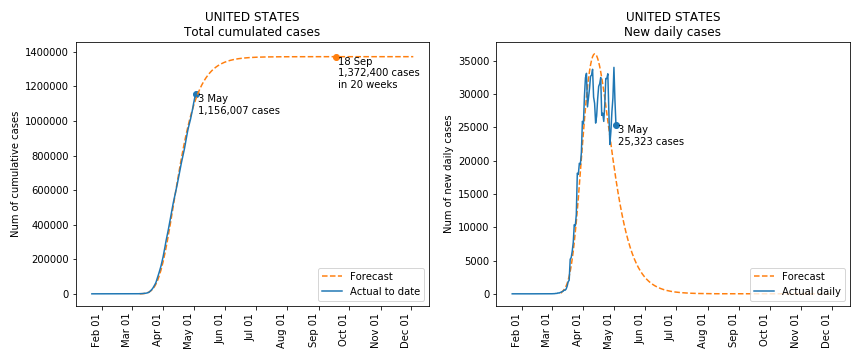 UNITED STATES
Total cumulated cases
Num of cumulative cases
1400000
1200000
1000000
800000
600000
400000
200000
0
18 Sep
1,372,400 cases
in 20 weeks
3 May
1,156,007 cases
Forecast
Actual to date
Feb 01
Mar 01
Apr 01
May 01
Jun 01
Jul 01
Aug 01
Sep 01
Oct 01
Nov 01
Dec 01
UNITED STATES
New daily cases
Num of new daily cases
35000
30000
25000
20000
15000
10000
5000
0
3 May
25,323 cases
Forecast
Actual daily
Feb 01
Mar 01
Apr 01
May 01
Jun 01
Jul 01
Aug 01
Sep 01
Oct 01
Nov 01
Dec 01